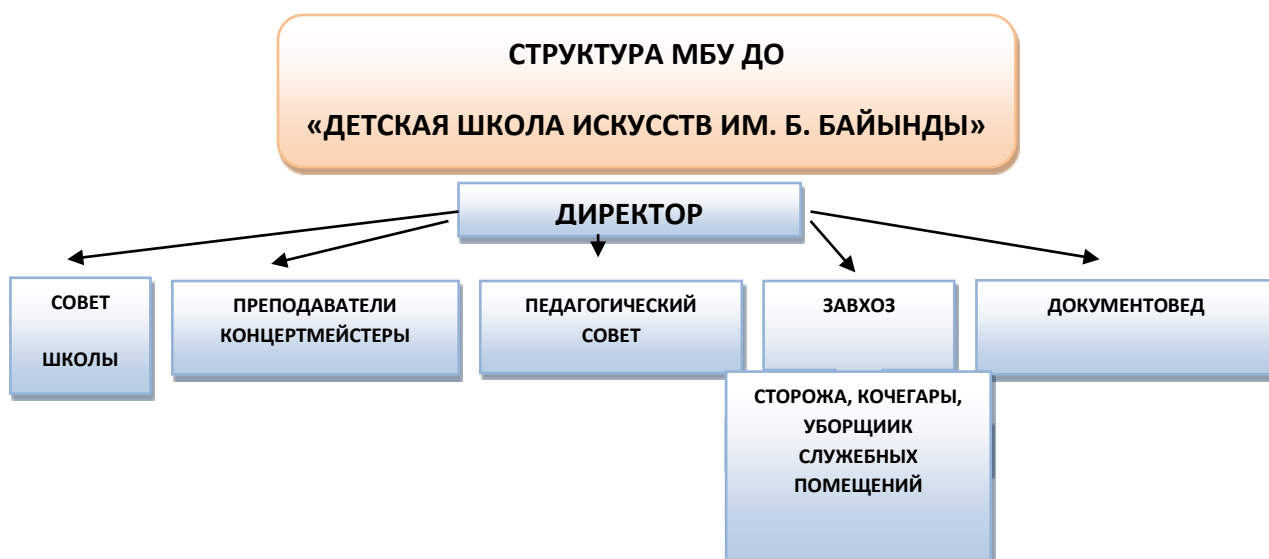 СТРУКТУРА МБУ ДО
«ДЕТСКАЯ ШКОЛА ИСКУССТВ ИМ. Б. БАЙЫНДЫ»
ДИРЕКТОР
СОВЕТ
ШКОЛЫ
ПРЕПОДАВАТЕЛИ
КОНЦЕРТМЕЙСТЕРЫ
ПЕДАГОГИЧЕСКИЙ
СОВЕТ
ЗАВХОЗ
ДОКУМЕНТОВЕД
СТОРОЖА, КОЧЕГАРЫ,
УБОРЩИИК
СЛУЖЕБНЫХ
ПОМЕЩЕНИЙ